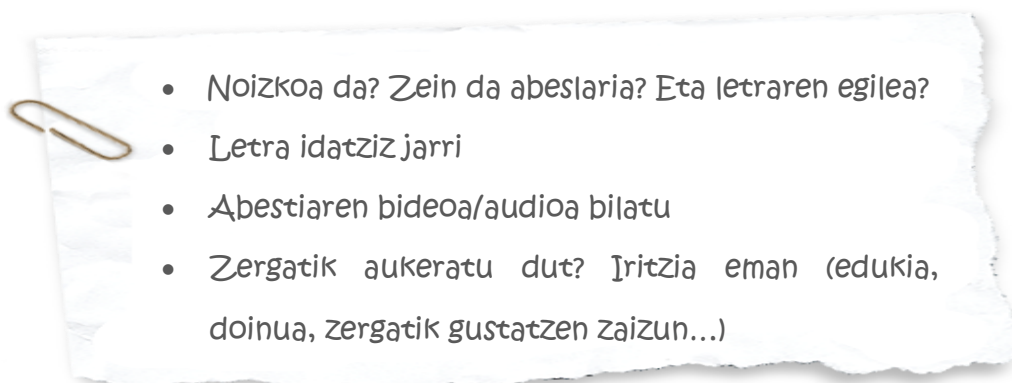 • Noizkoa da? Zein da abeslaria? Eta letraren egilea?
• Letra idatziz jarri
• Abestiaren bideoa/audioa bilatu
• Zergatik aukeratu dut? Iritzia eman (edukia,
doinua, zergatik gustatzen zaizun...)